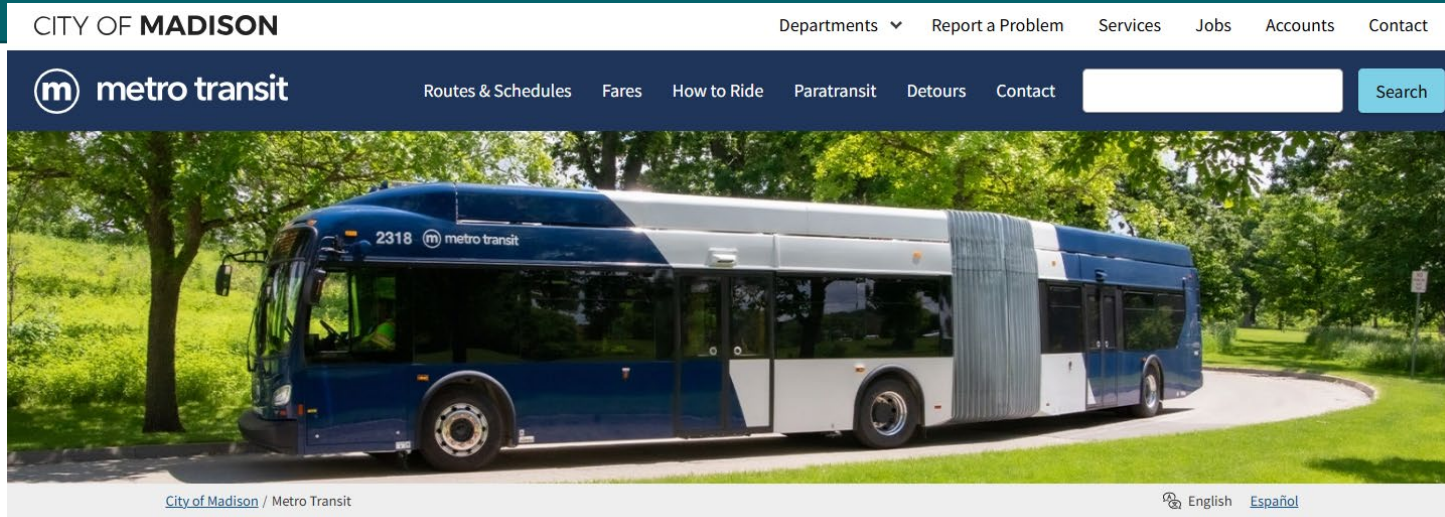 CITY OF MADISON Departments Report a Problem Services Jobs Accounts Contact
m metro transit Routes & Schedules Fares How to Ride Paratransit Detours Contact Search
2318 m metro transit
City of Madison / Metro Transit English Español